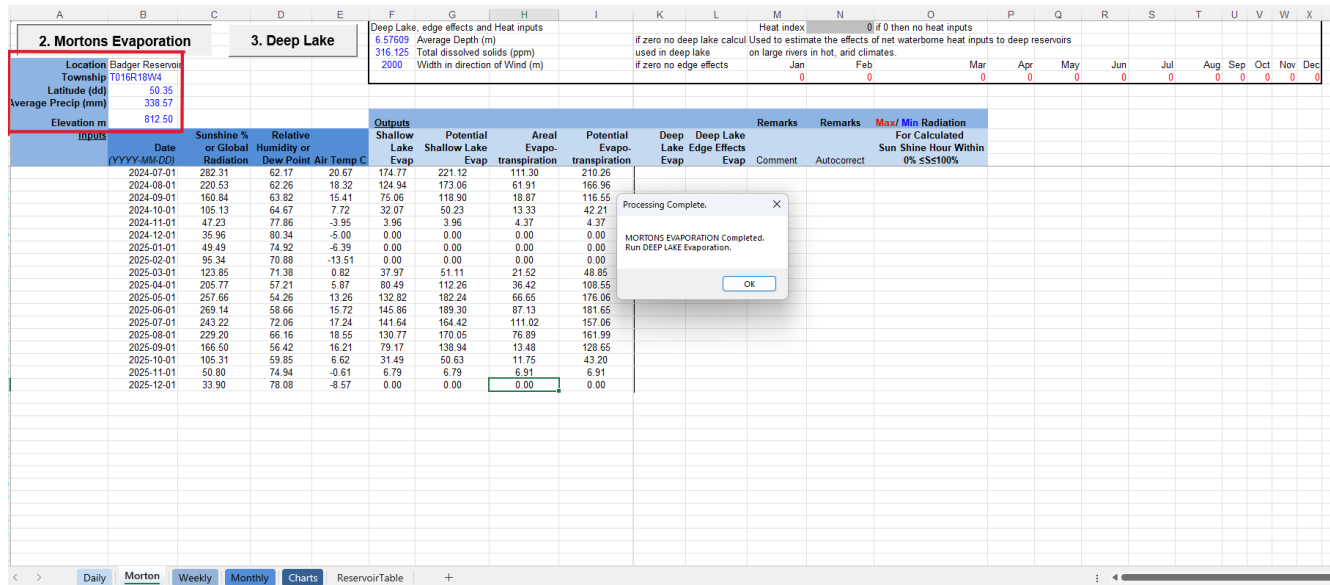 A B C D E F G H I K L M N O P Q R S T U V W X
2. Mortons Evaporation
3. Deep Lake
Deep Lake, edge effects and Heat inputs Heat index 0 if 0 then no heat inputs
6.57609 Average Depth (m) if zero no deep lake calcul Used to estimate the effects of net waterborne heat inputs to deep reservoirs
316.125 Total dissolved solids (ppm) used in deep lake on large rivers in hot, arid climates.
2000 Width in direction of Wind (m) if zero no edge effects Jan Feb Mar Apr May Jun Jul Aug Sep Oct Nov Dec
0 0 0 0 0 0 0 0 0 0 0 0
Location Badger Reservoir
Township T016R18W4
Latitude (dd) 50.35
Average Precip (mm) 338.57
Elevation m 812.50
Outputs Remarks Remarks Max/ Min Radiation
Inputs Sunshine % Relative Shallow Potential Areal Potential Deep Deep Lake For Calculated
Date or Global Humidity or Lake Shallow Lake Evapo- Evapo- Lake Edge Effects Sun Shine Hour Within
(YYYY-MM-DD) Radiation Dew Point Air Temp C Evap Evap transpiration transpiration Evap Evap Comment Autocorrect 0% ≤S≤100%
2024-07-01 282.31 62.17 20.67 174.77 221.12 111.30 210.26
2024-08-01 220.53 62.26 18.32 124.94 173.06 61.91 166.96
2024-09-01 160.84 63.82 15.41 75.06 118.90 18.87 116.55
2024-10-01 105.13 64.67 7.72 32.07 50.23 13.33 42.21
2024-11-01 47.23 77.86 -3.95 3.96 3.96 4.37 4.37
2024-12-01 35.96 80.34 -5.00 0.00 0.00 0.00 0.00
2025-01-01 49.49 74.92 -6.39 0.00 0.00 0.00 0.00
2025-02-01 95.34 70.88 -13.51 0.00 0.00 0.00 0.00
2025-03-01 123.85 71.38 0.82 37.97 51.11 21.52 48.85
2025-04-01 205.77 57.21 5.87 80.49 112.26 36.42 108.55
2025-05-01 257.66 54.26 13.26 132.82 182.24 66.65 176.06
2025-06-01 269.14 58.66 15.72 145.86 189.30 87.13 181.65
2025-07-01 243.22 72.06 17.24 141.64 164.42 111.02 157.06
2025-08-01 229.20 66.16 18.55 130.77 170.05 76.89 161.99
2025-09-01 166.50 56.42 16.21 79.17 138.94 13.48 128.65
2025-10-01 105.31 59.85 6.62 31.49 50.63 11.75 43.20
2025-11-01 50.80 74.94 -0.61 6.79 6.79 6.91 6.91
2025-12-01 33.90 78.08 -8.57 0.00 0.00 0.00 0.00
Processing Complete.
MORTONS EVAPORATION Completed.
Run DEEP LAKE Evaporation.
OK
Daily Morton Weekly Monthly Charts ReservoirTable